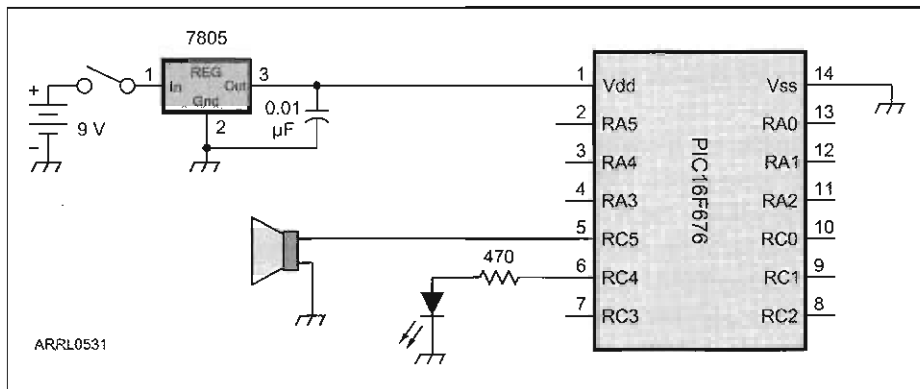 7805
REG
In
Out
Gnd
1
3
2
+
9 V
−
0.01
µF
PIC16F676
1
Vdd
2
RA5
3
RA4
4
RA3
5
RC5
6
RC4
7
RC3
Vss
14
RA0
13
RA1
12
RA2
11
RC0
10
RC1
9
RC2
8
470
ARRL0531